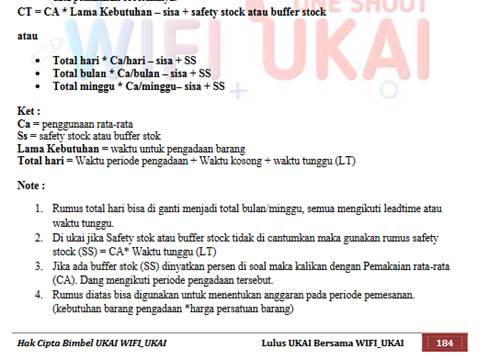 CT = CA * Lama Kebutuhan – sisa + safety stock atau buffer stock
ONE SHOOT
WIFI UKAI
atau
• Total hari * Ca/hari – sisa + SS
• Total bulan * Ca/bulan – sisa + SS
• Total minggu * Ca/minggu– sisa + SS
Ket :
Ca = penggunaan rata-rata
Ss = safety stock atau buffer stok
Lama Kebutuhan = waktu untuk pengadaan barang
Total hari = Waktu periode pengadaan + Waktu kosong + waktu tunggu (LT)
Note :
1. Rumus total hari bisa di ganti menjadi total bulan/minggu, semua mengikuti leadtime atau
waktu tunggu.
2. Di ukai jika Safety stok atau buffer stock tidak di cantumkan maka gunakan rumus safety
stock (SS) = CA* Waktu tunggu (LT)
3. Jika ada buffer stok (SS) dinyatkan persen di soal maka kalikan dengan Pemakaian rata-rata
(CA). Dang mengikuti periode pengadaan tersebut.
4. Rumus diatas bisa digunakan untuk menentukan anggaran pada periode pemesanan.
(kebutuhan barang pengadaan *harga persatuan barang)
Hak Cipta Bimbel UKAI WIFI_UKAI
Lulus UKAI Bersama WIFI_UKAI
184